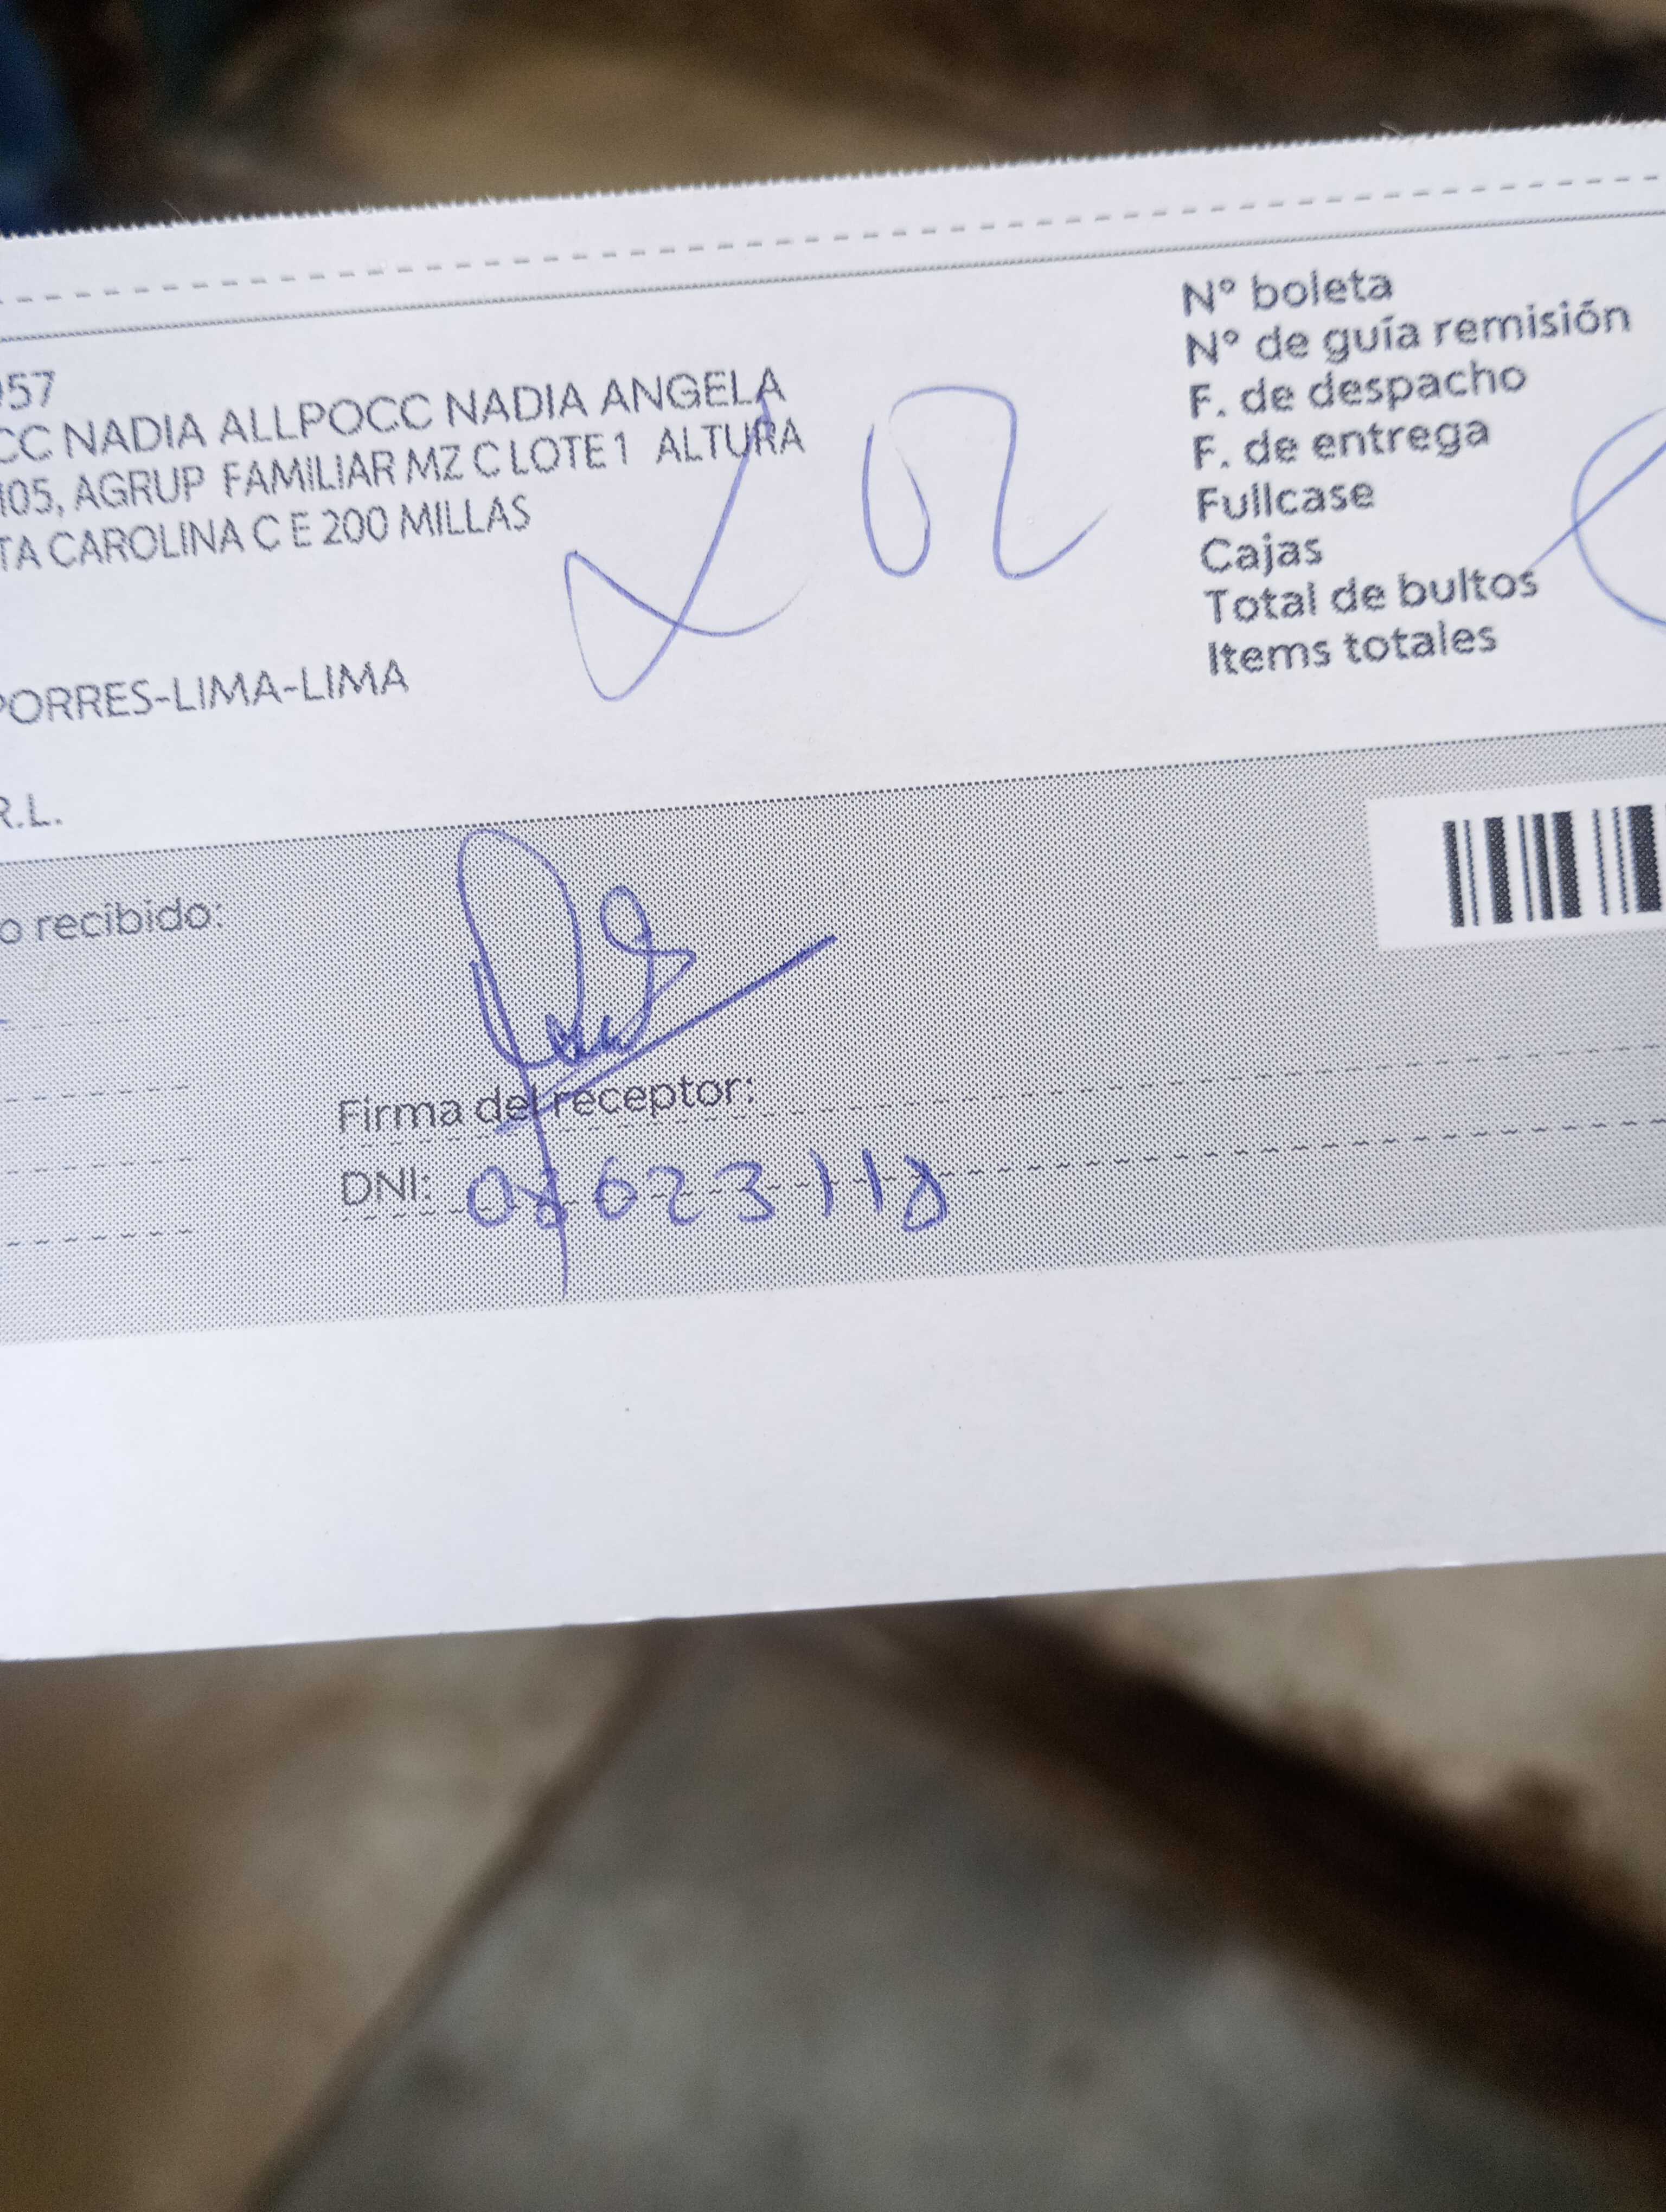 957
CC NADIA ALLPOCC NADIA ANGELA
105, AGRUP FAMILIAR MZ C LOTE 1 ALTURA
TA CAROLINA C E 200 MILLAS
PORRES-LIMA-LIMA
R.L.
02
N° boleta
N° de guía remisión
F. de despacho
F. de entrega
Fullcase
Cajas
Total de bultos
Items totales
o recibido:
Firma del receptor:
DNI: 08623118